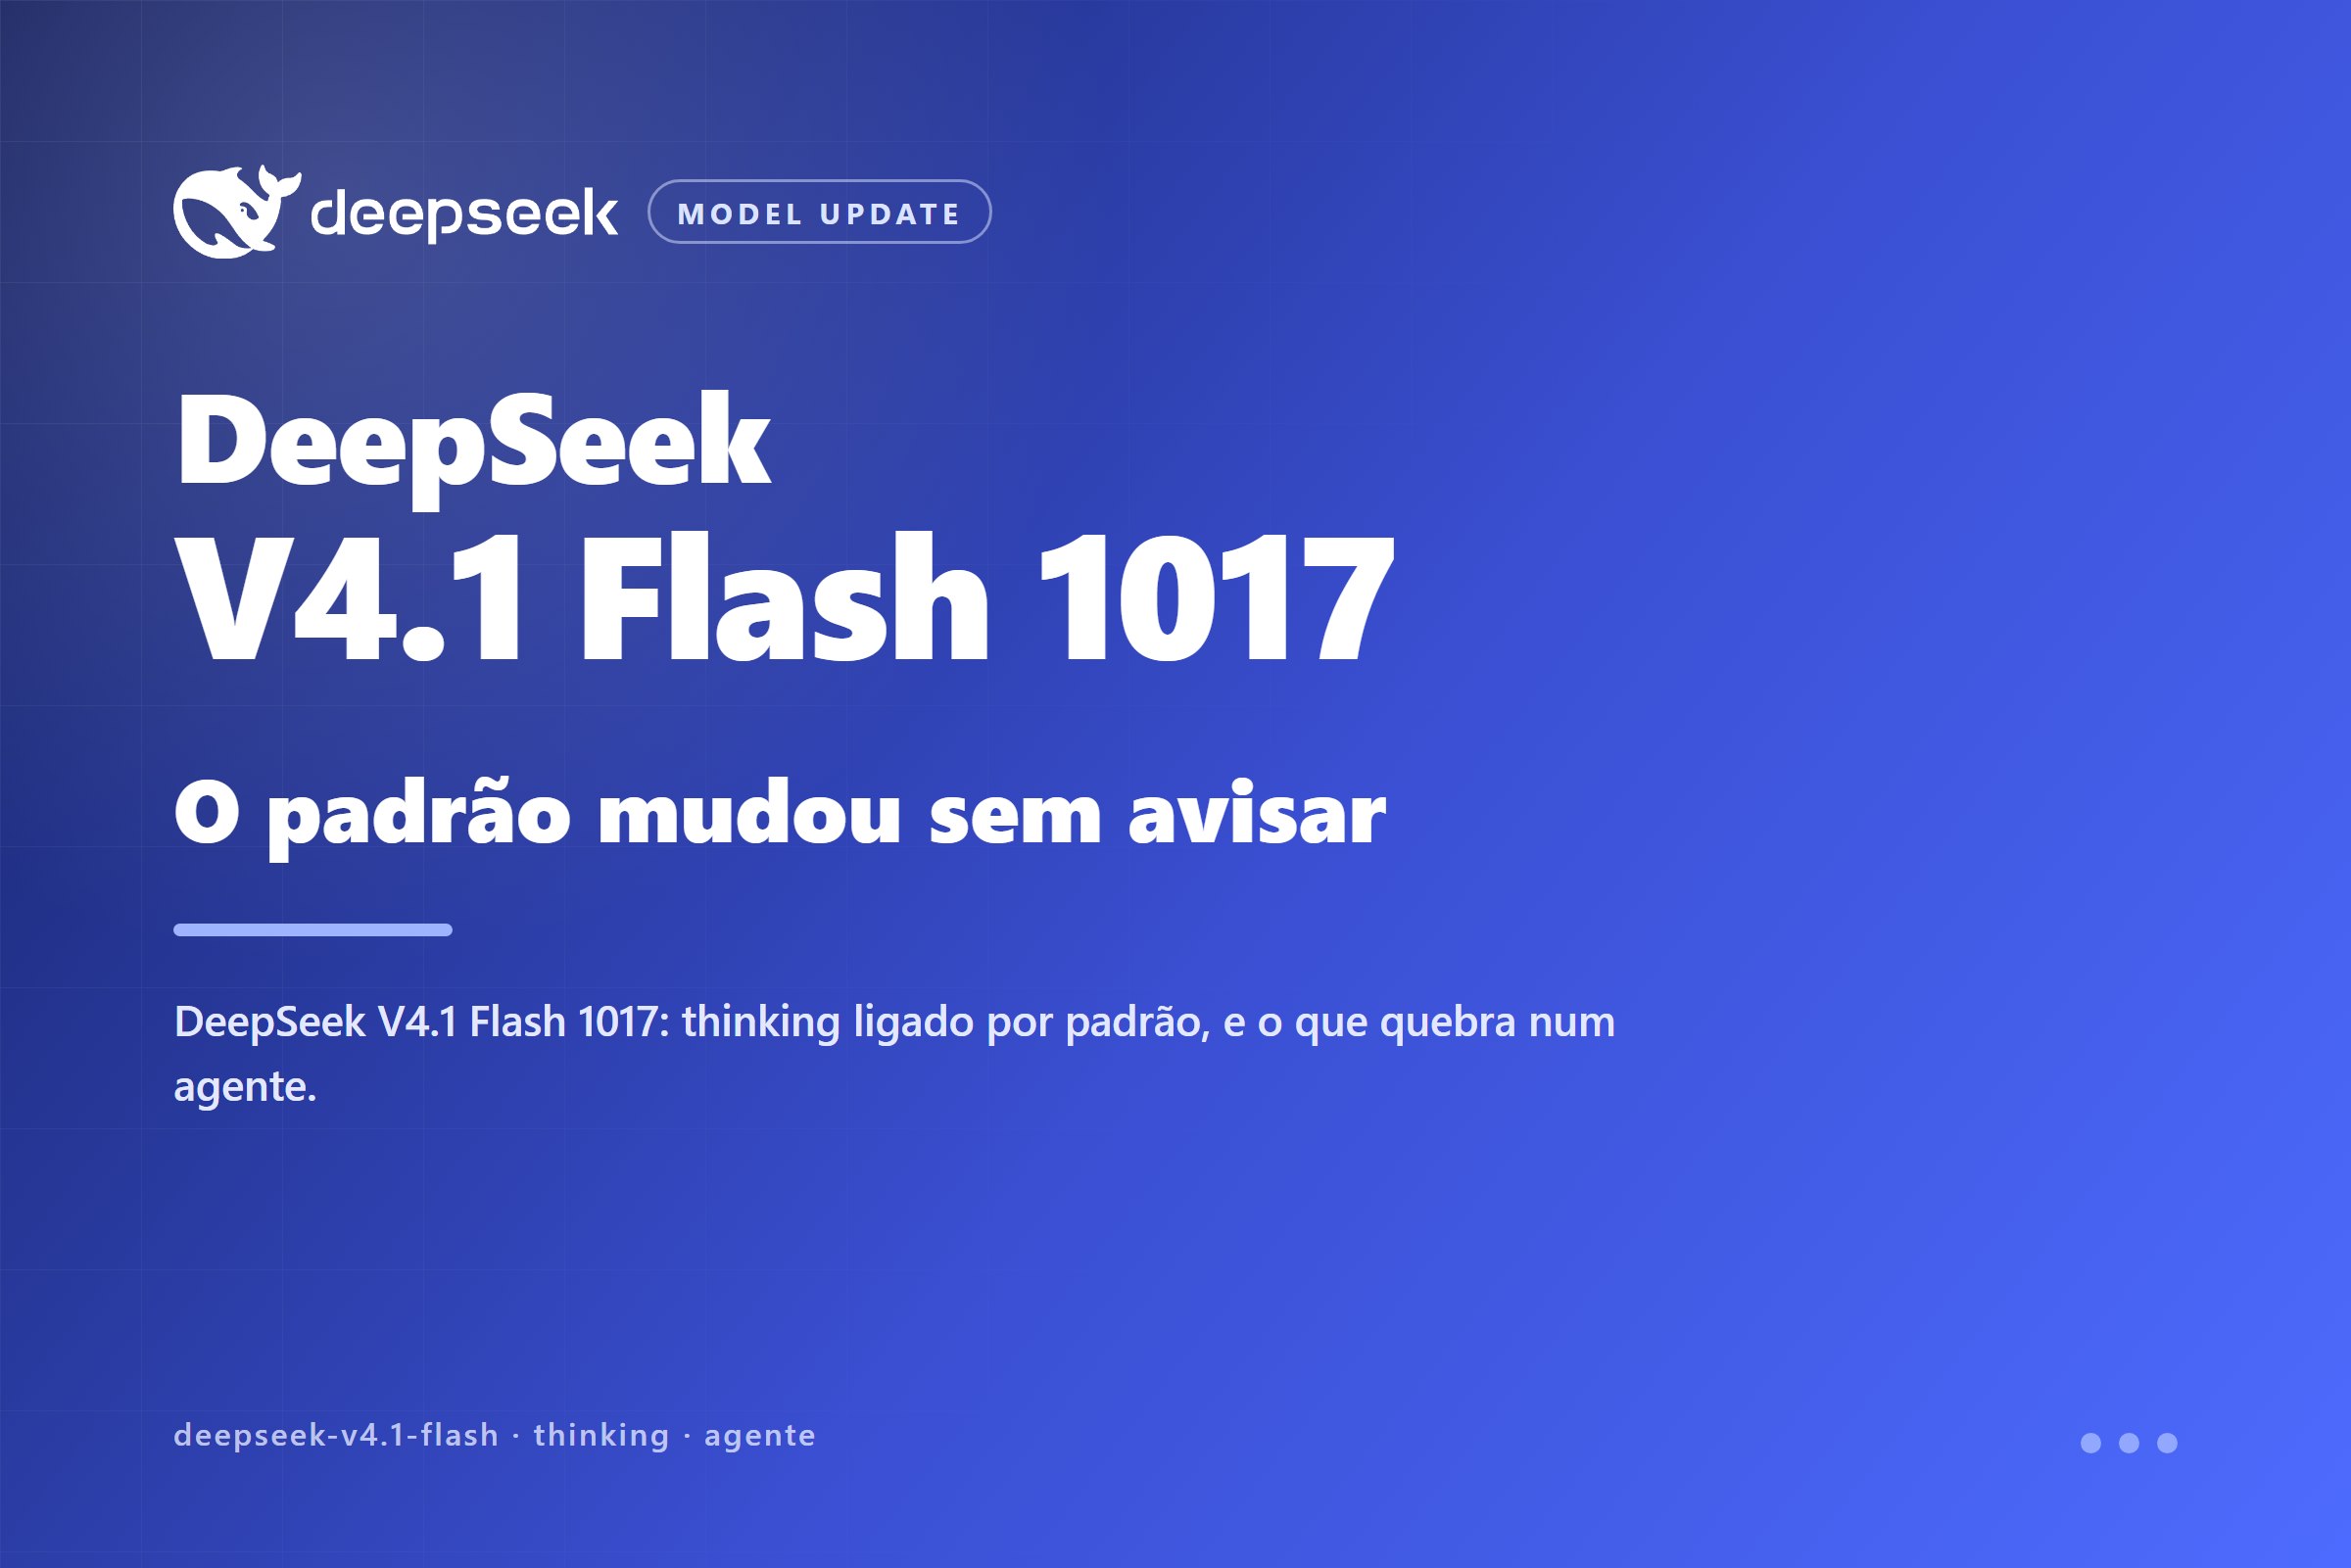 deepseek MODEL UPDATE
DeepSeek
V4.1 Flash 1017
O padrão mudou sem avisar
DeepSeek V4.1 Flash 1017: thinking ligado por padrão, e o que quebra num
agente.
deepseek-v4.1-flash · thinking · agente